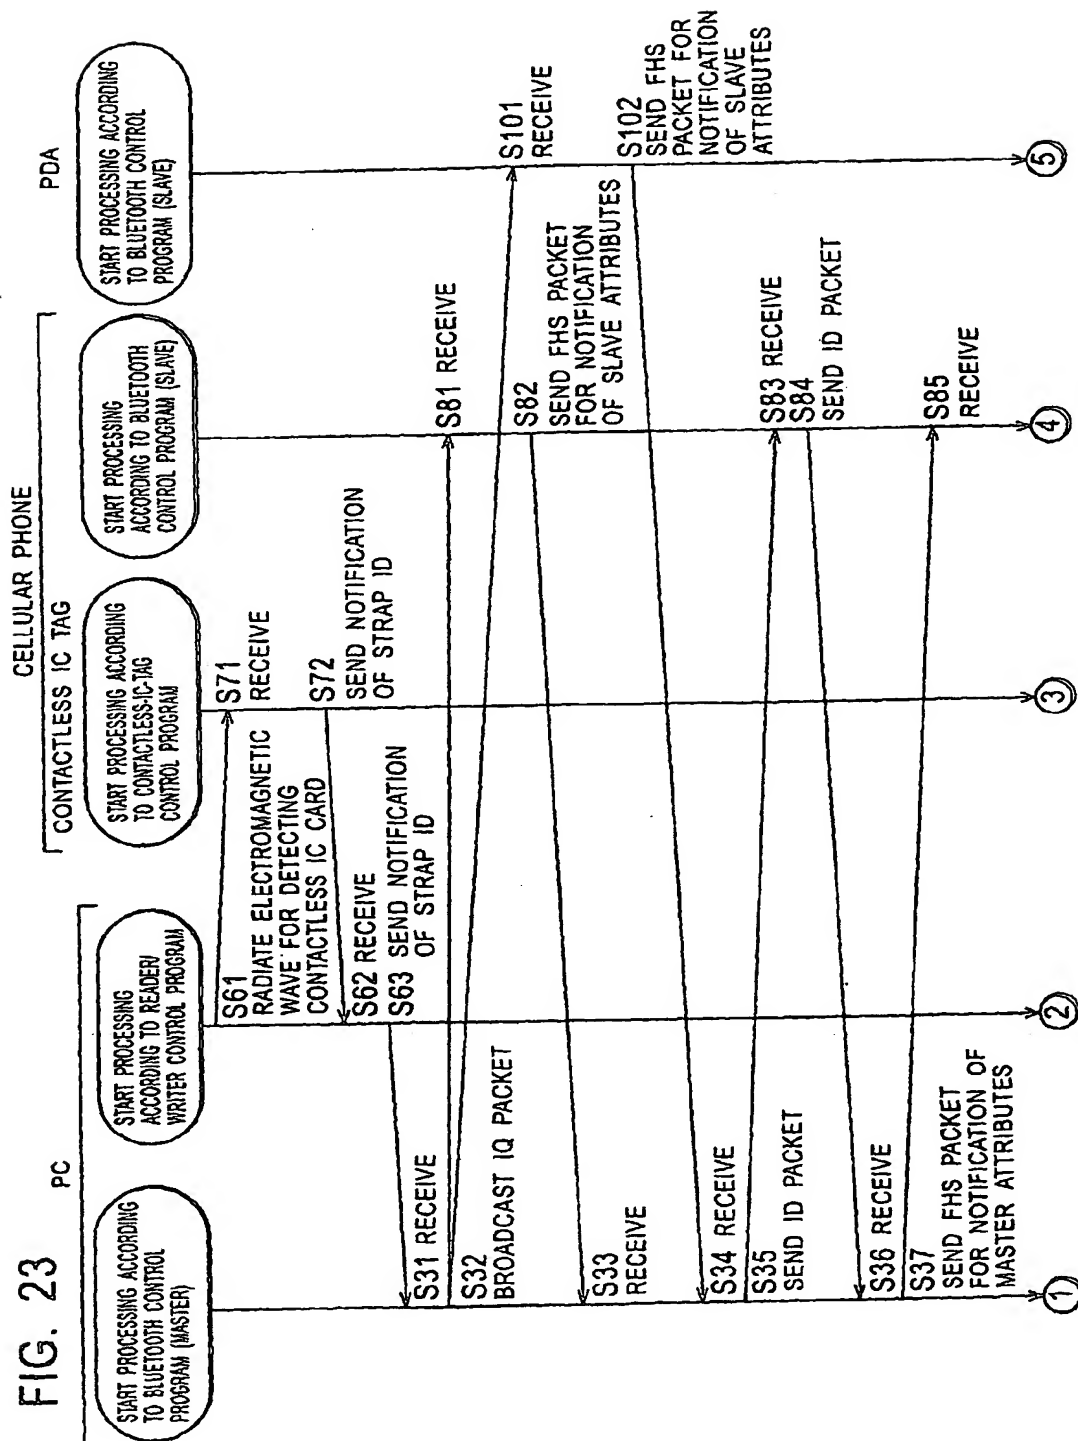 FIG. 23
PC
CELLULAR PHONE
CONTACTLESS IC TAG
PDA
START PROCESSING ACCORDING
TO BLUETOOTH CONTROL
PROGRAM (MASTER)
START PROCESSING
ACCORDING TO READER/
WRITER CONTROL PROGRAM
START PROCESSING ACCORDING
TO CONTACTLESS-IC-TAG
CONTROL PROGRAM
START PROCESSING
ACCORDING TO BLUETOOTH
CONTROL PROGRAM (SLAVE)
START PROCESSING ACCORDING
TO BLUETOOTH CONTROL
PROGRAM (SLAVE)
S61
RADIATE ELECTROMAGNETIC
WAVE FOR DETECTING
CONTACTLESS IC CARD
S71
RECEIVE
S72
SEND NOTIFICATION
OF STRAP ID
S62 RECEIVE
S63 SEND NOTIFICATION
OF STRAP ID
S31 RECEIVE
S32
BROADCAST IQ PACKET
S81 RECEIVE
S101
RECEIVE
S82
SEND FHS PACKET
FOR NOTIFICATION
OF SLAVE ATTRIBUTES
S33
RECEIVE
S102
SEND FHS
PACKET FOR
NOTIFICATION
OF SLAVE
ATTRIBUTES
S34 RECEIVE
S35
SEND ID PACKET
S83 RECEIVE
S84
SEND ID PACKET
S36 RECEIVE
S37
SEND FHS PACKET
FOR NOTIFICATION OF
MASTER ATTRIBUTES
S85
RECEIVE
1
2
3
4
5